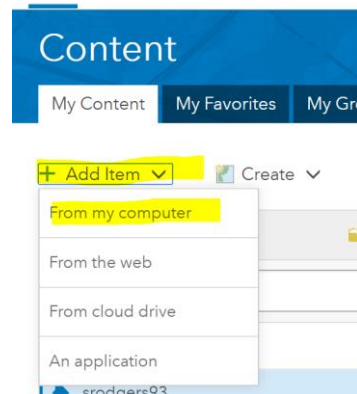 Content
My Content My Favorites My Gr
+ Add Item Create
From my computer
From the web
From cloud drive
An application
srodgers93